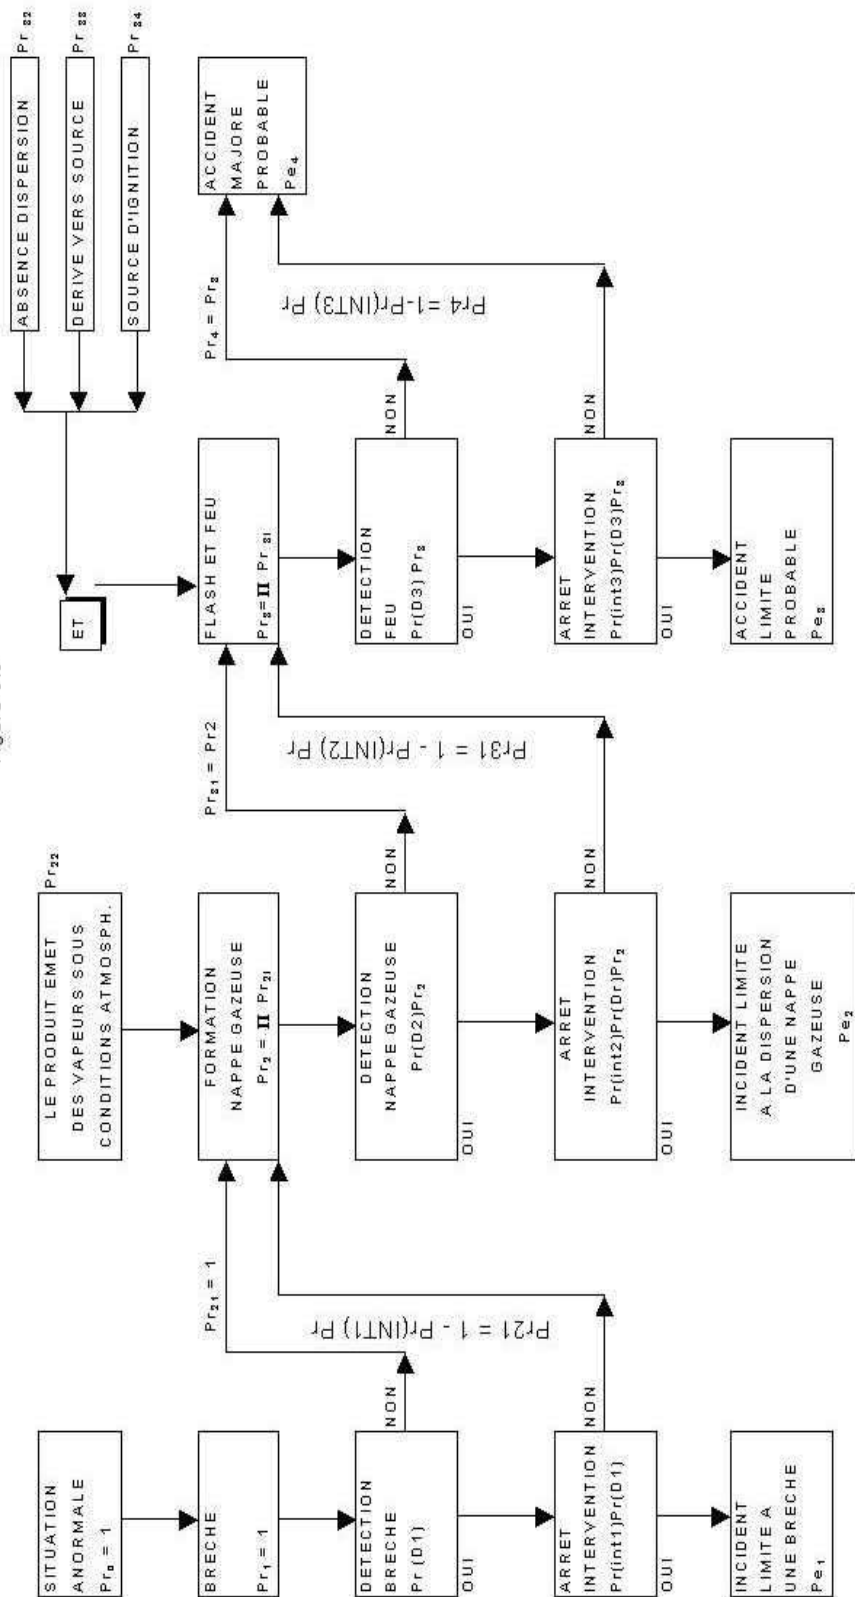 SITUATION
ANORMALE
Pr₀ = 1
BRECHE
Pr₁ = 1
DETECTION
BRECHE
Pr (D1)
NON
OUI
ARRET
INTERVENTION
Pr(int1)Pr(D1)
NON
OUI
INCIDENT
LIMITE A
UNE BRECHE
Pe₁
Pr₂₁ = 1
Pr21 = 1 - Pr(INT1) Pr
LE PRODUIT EMET
DES VAPEURS SOUS
CONDITIONS ATMOSPH.
Pr₂₂
FORMATION
NAPPE GAZEUSE
Pr₂ = . II Pr₂ᵢ
DETECTION
NAPPE GAZEUSE
Pr(D2)Pr₂
NON
OUI
ARRET
INTERVENTION
Pr(int2)Pr(Dr)Pr₂
NON
OUI
INCIDENT LIMITE
A LA DISPERSION
D'UNE NAPPE
GAZEUSE
Pe₂
Pr₃₁ = Pr2
Pr31 = 1 - Pr(INT2) Pr
ET
FLASH ET FEU
Pr₃= II Pr₃ᵢ
DETECTION
FEU
Pr(D3) Pr₃
NON
OUI
ARRET
INTERVENTION
Pr(int3)Pr(D3)Pr₃
NON
OUI
ACCIDENT
LIMITE
PROBABLE
Pe₃
Pr₄ = Pr₃
Pr4 =1-Pr(INT3) Pr
ABSENCE DISPERSION
Pr₃₂
DERIVE VERS SOURCE
Pr₃₃
SOURCE D'IGNITION
Pr₃₄
ACCIDENT
MAJORE
PROBABLE
Pe₄